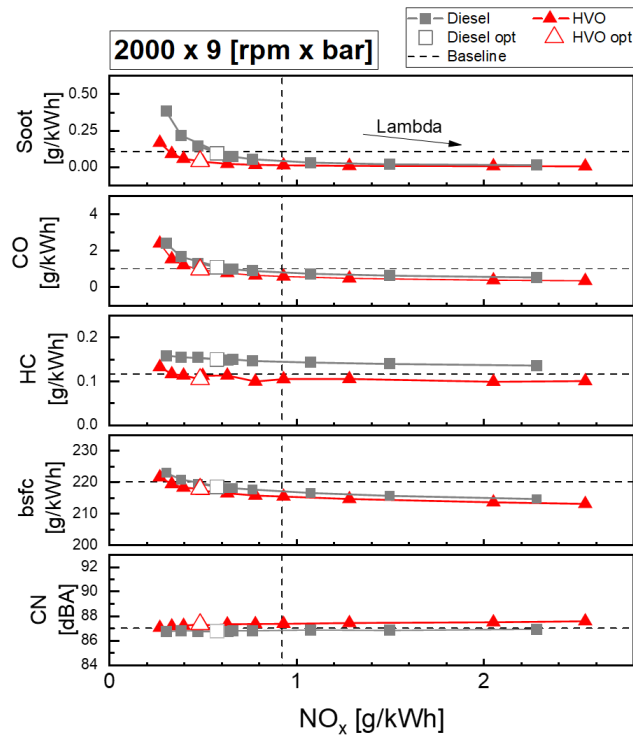 Diesel HVO
Diesel opt HVO opt
Baseline
2000 x 9 [rpm x bar]
Soot
[g/kWh]
0.50
0.25
0.00
Lambda
CO
[g/kWh]
4
2
0
HC
[g/kWh]
0.2
0.1
0.0
bsfc
[g/kWh]
230
220
210
200
CN
[dBA]
92
90
88
86
84
0 1 2
NOx [g/kWh]